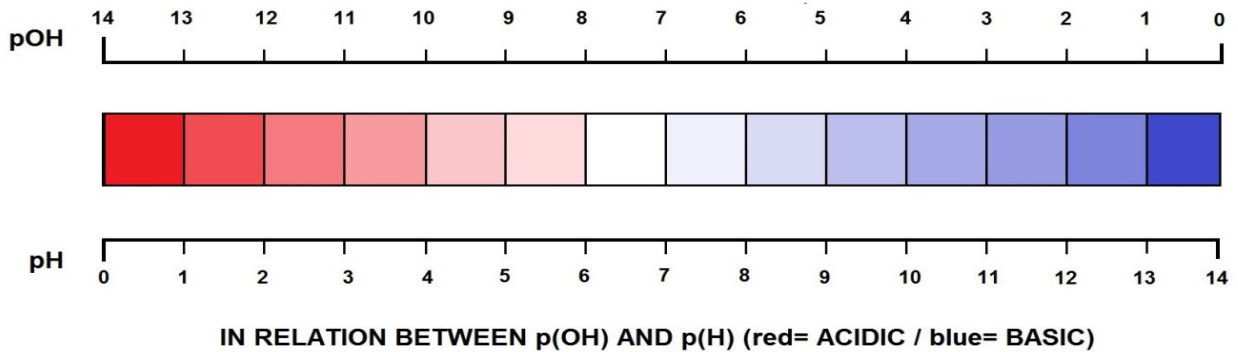 14 13 12 11 10 9 8 7 6 5 4 3 2 1 0
pOH
pH
0 1 2 3 4 5 6 7 8 9 10 11 12 13 14
IN RELATION BETWEEN p(OH) AND p(H) (red= ACIDIC / blue= BASIC)